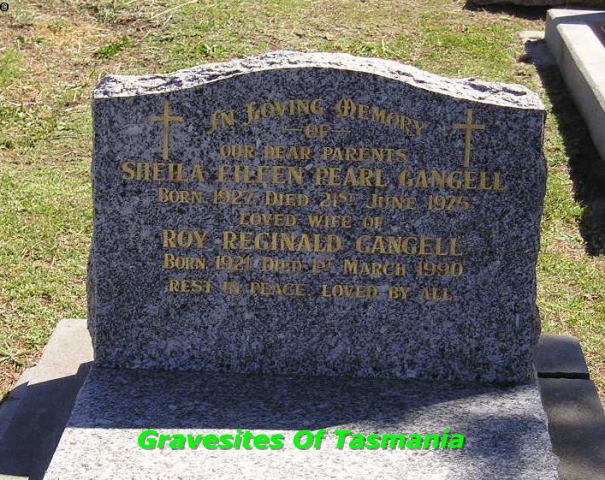 ©
In Loving Memory
—OF—
OUR DEAR PARENTS
SHEILA EILEEN PEARL GANGELL
BORN 1927 DIED 21ST JUNE 1975
LOVED WIFE OF
ROY REGINALD GANGELL
BORN 1921 DIED 1ST MARCH 1990
REST IN PEACE LOVED BY ALL
Gravesites Of Tasmania